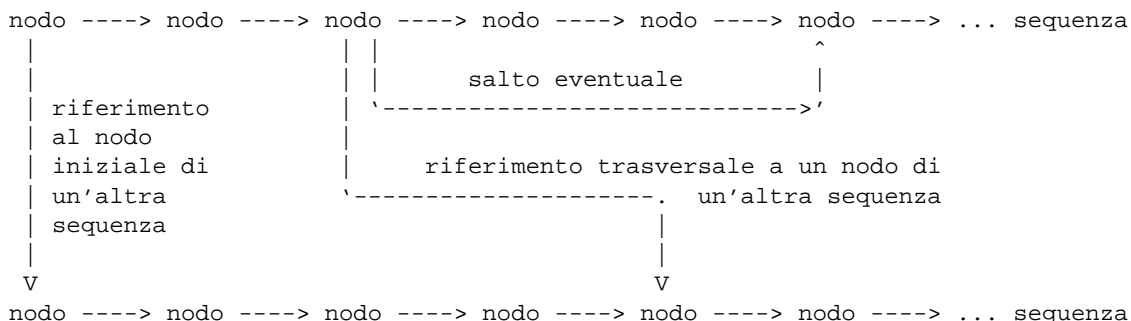 nodo ----> nodo ----> nodo ----> nodo ----> nodo ----> nodo ----> ... sequenza
salto eventuale
riferimento
al nodo
iniziale di riferimento trasversale a un nodo di
un'altra un'altra sequenza
sequenza
nodo ----> nodo ----> nodo ----> nodo ----> nodo ----> nodo ----> ... sequenza